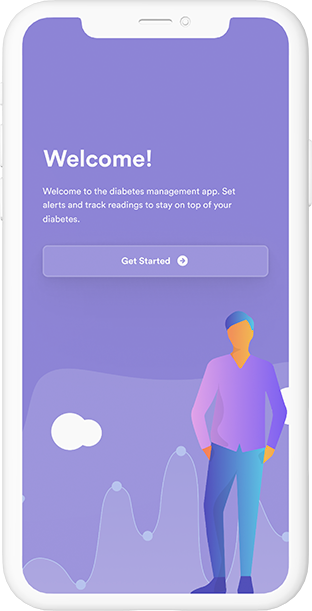 Welcome!
Welcome to the diabetes management app. Set
alerts and track readings to stay on top of your
diabetes.
Get Started